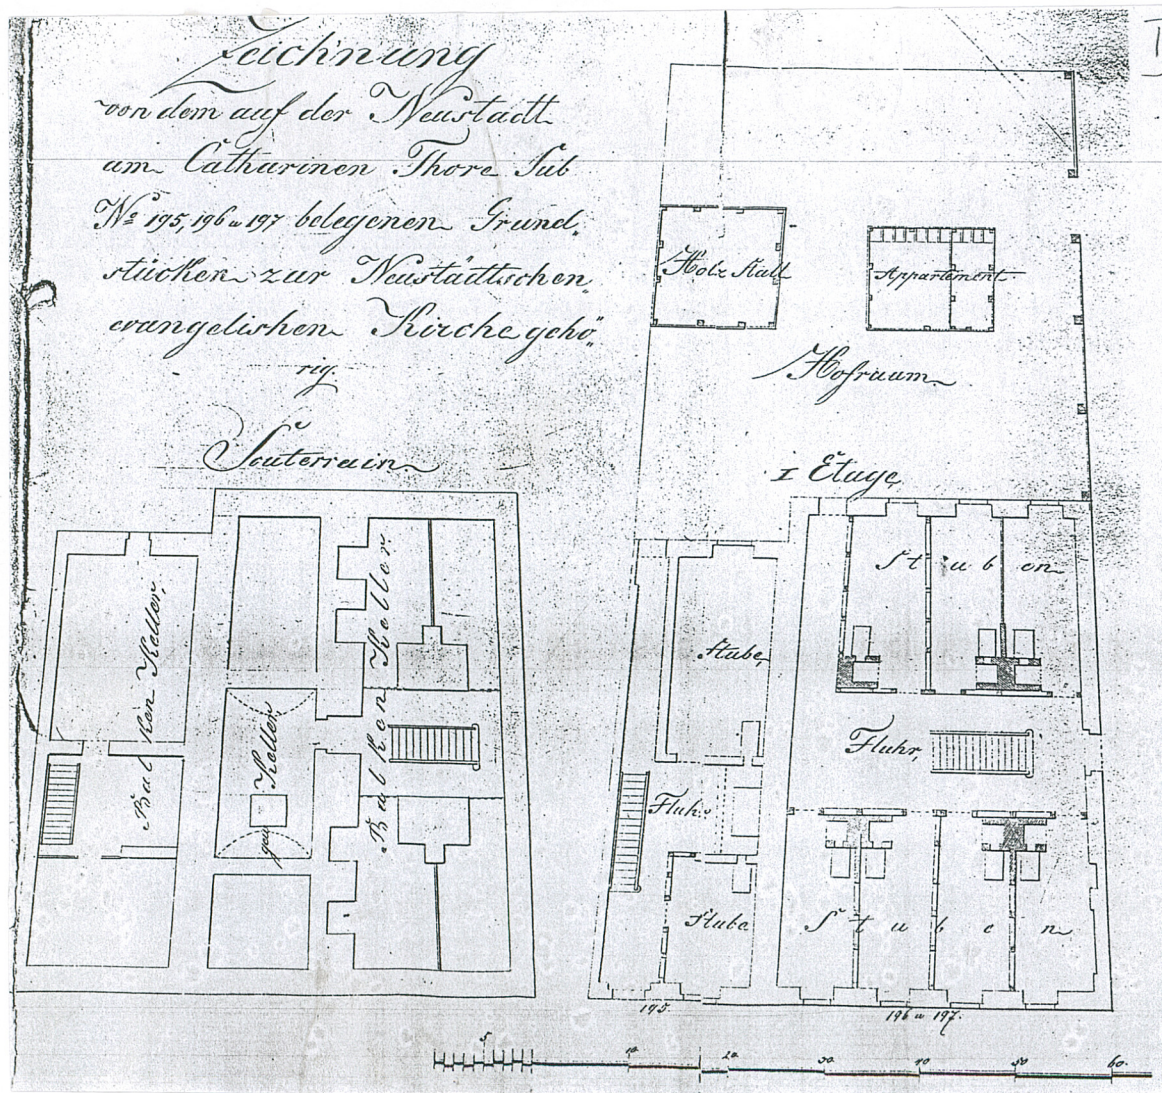 Zeichnung
von dem auf der Neustadt
am Catharinen Thore Sub
No 195, 196 u 197 belegenen Grund,
stücken zur Neustädtschen,
evangelischen Kirche gehö"
rig.
Souterrain
Balken Keller,
Keller
Balken Keller
Holz Stall
Appartement
Hofraum
I Etage
Stuben
Stube,
Fluhr,
Fluhr
Stube
Stuben
195.
196 u 197.
5 10 20 30 40 50 60.